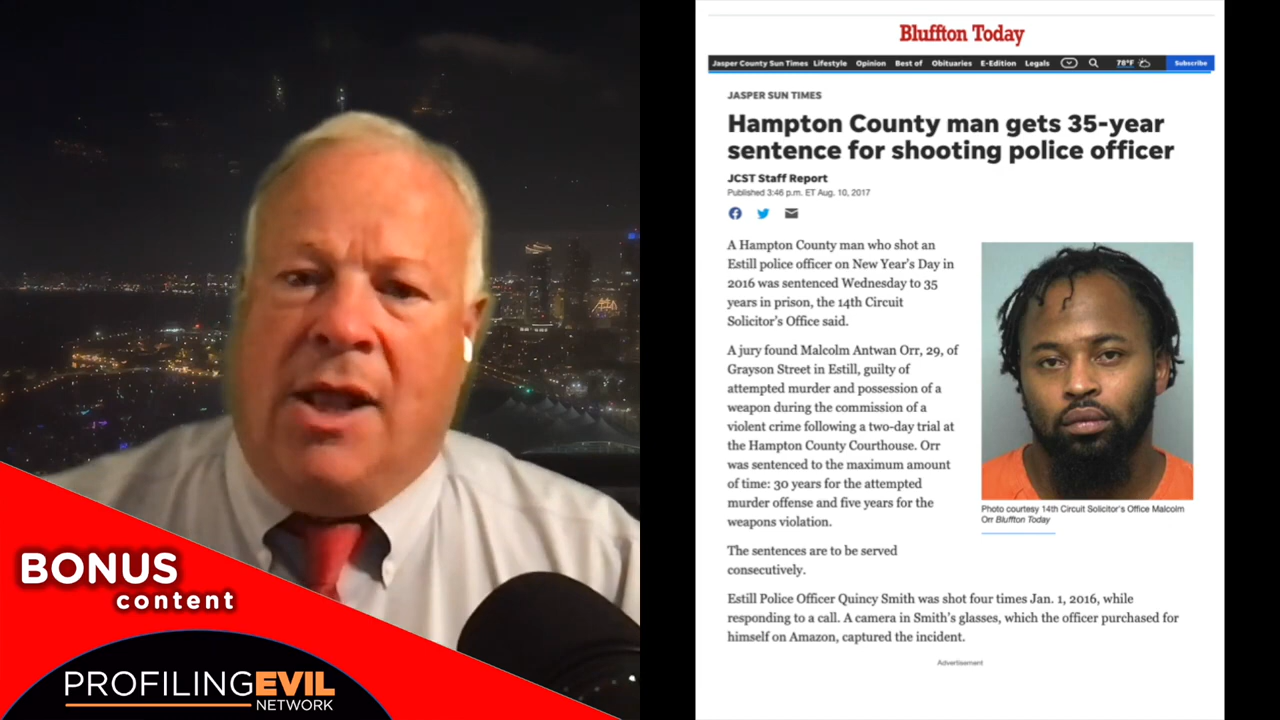 BONUS
content
PROFILINGEVIL
NETWORK
Bluffton Today
Jasper County Sun Times Lifestyle Opinion Best of Obituaries E-Edition Legals 78°F Subscribe
JASPER SUN TIMES
Hampton County man gets 35-year
sentence for shooting police officer
JCST Staff Report
Published 3:46 p.m. ET Aug. 10, 2017
A Hampton County man who shot an
Estill police officer on New Year's Day in
2016 was sentenced Wednesday to 35
years in prison, the 14th Circuit
Solicitor's Office said.
A jury found Malcolm Antwan Orr, 29, of
Grayson Street in Estill, guilty of
attempted murder and possession of a
weapon during the commission of a
violent crime following a two-day trial at
the Hampton County Courthouse. Orr
was sentenced to the maximum amount
of time: 30 years for the attempted
murder offense and five years for the
weapons violation.
Photo courtesy 14th Circuit Solicitor's Office Malcolm
Orr Bluffton Today
The sentences are to be served
consecutively.
Estill Police Officer Quincy Smith was shot four times Jan. 1, 2016, while
responding to a call. A camera in Smith's glasses, which the officer purchased for
himself on Amazon, captured the incident.
Advertisement